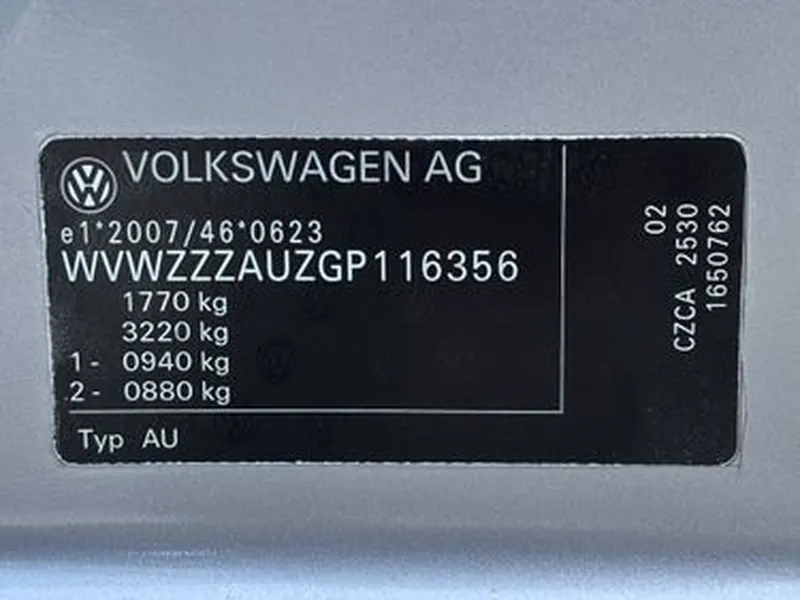 VOLKSWAGEN AG
e1*2007/46*0623
WVWZZZAUZGP116356
1770 kg
3220 kg
1- 0940 kg
2- 0880 kg
Typ AU
02
CZCA 2530
1650762